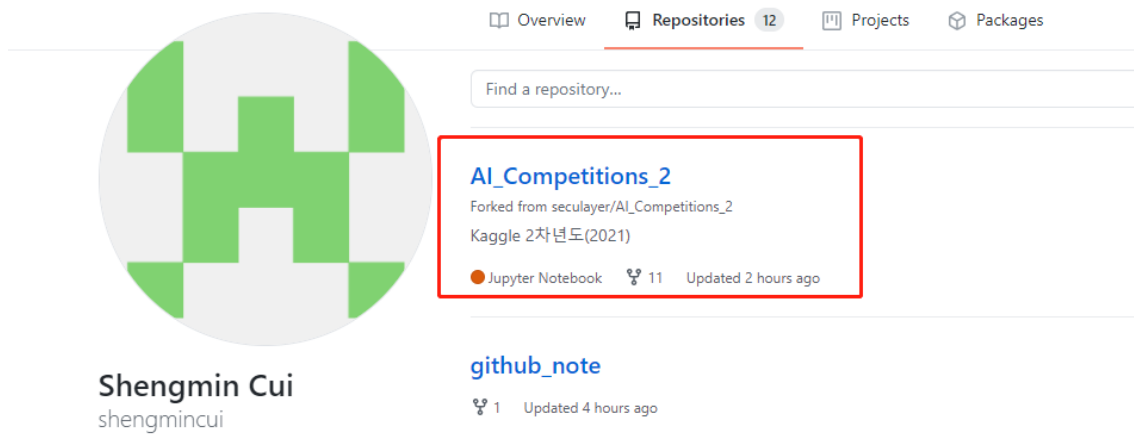 Overview Repositories 12 Projects Packages
Find a repository...
AI_Competitions_2
Forked from seculayer/AI_Competitions_2
Kaggle 2차년도(2021)
Jupyter Notebook 11 Updated 2 hours ago
github_note
1 Updated 4 hours ago
Shengmin Cui
shengmincui